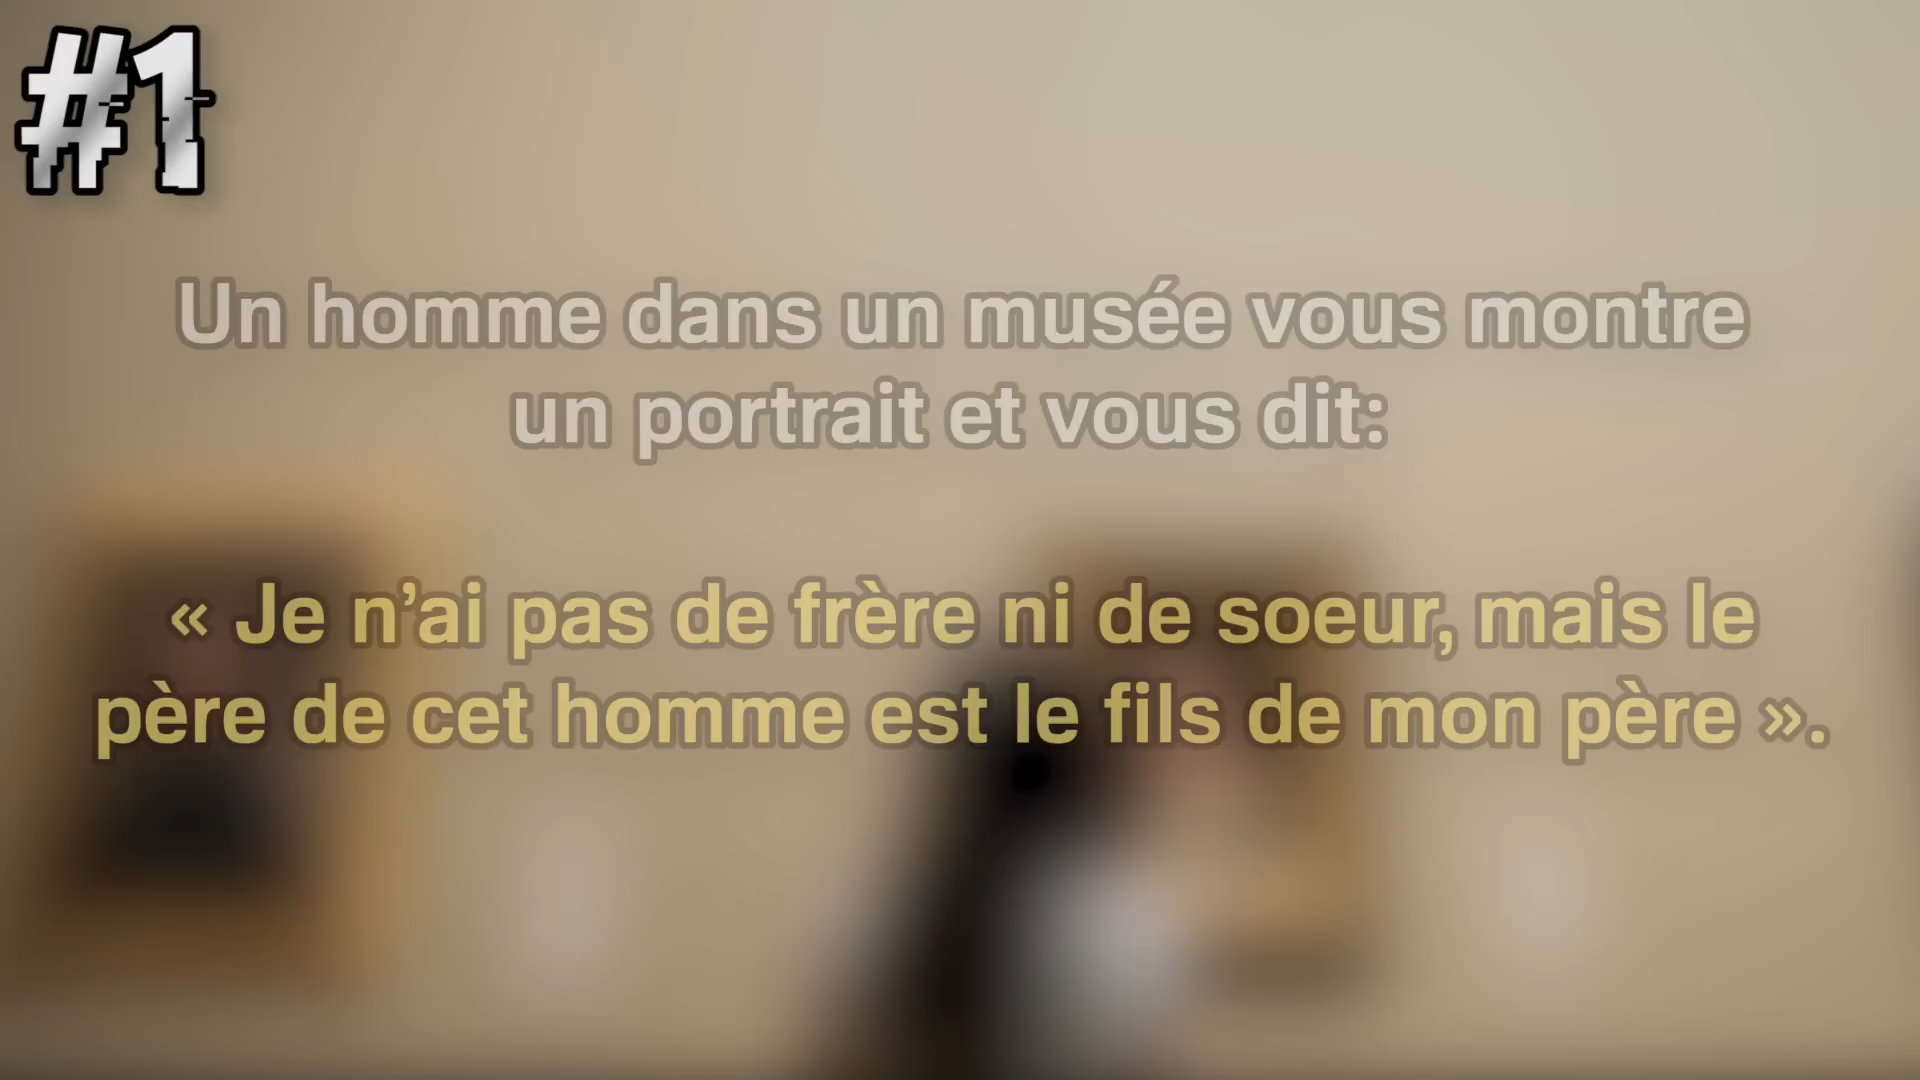 #1
Un homme dans un musée vous montre
un portrait et vous dit:
« Je n’ai pas de frère ni de soeur, mais le
père de cet homme est le fils de mon père ».